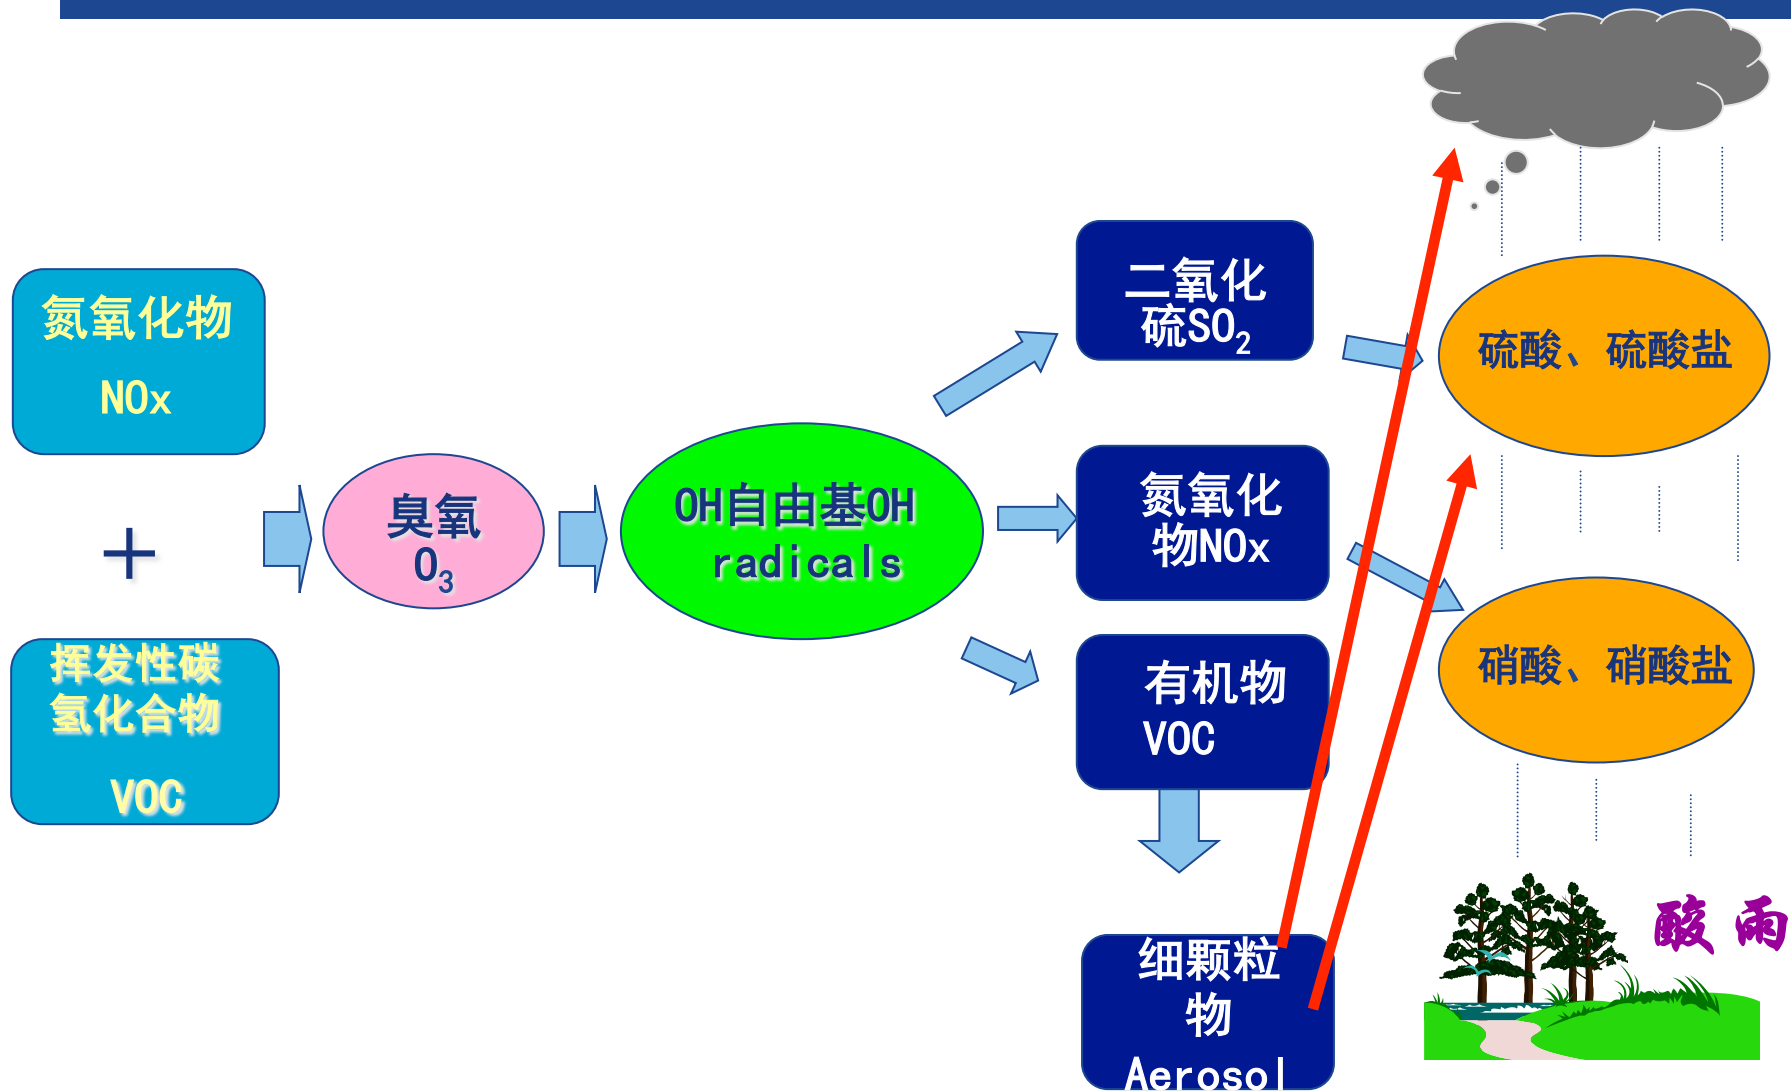 氮氧化物
NOx
+
挥发性碳
氢化合物
VOC
臭氧
O₃
OH自由基OH
radicals
二氧化
硫SO₂
氮氧化
物NOx
有机物
VOC
细颗粒
物
Aerosol
硫酸、硫酸盐
硝酸、硝酸盐
酸雨